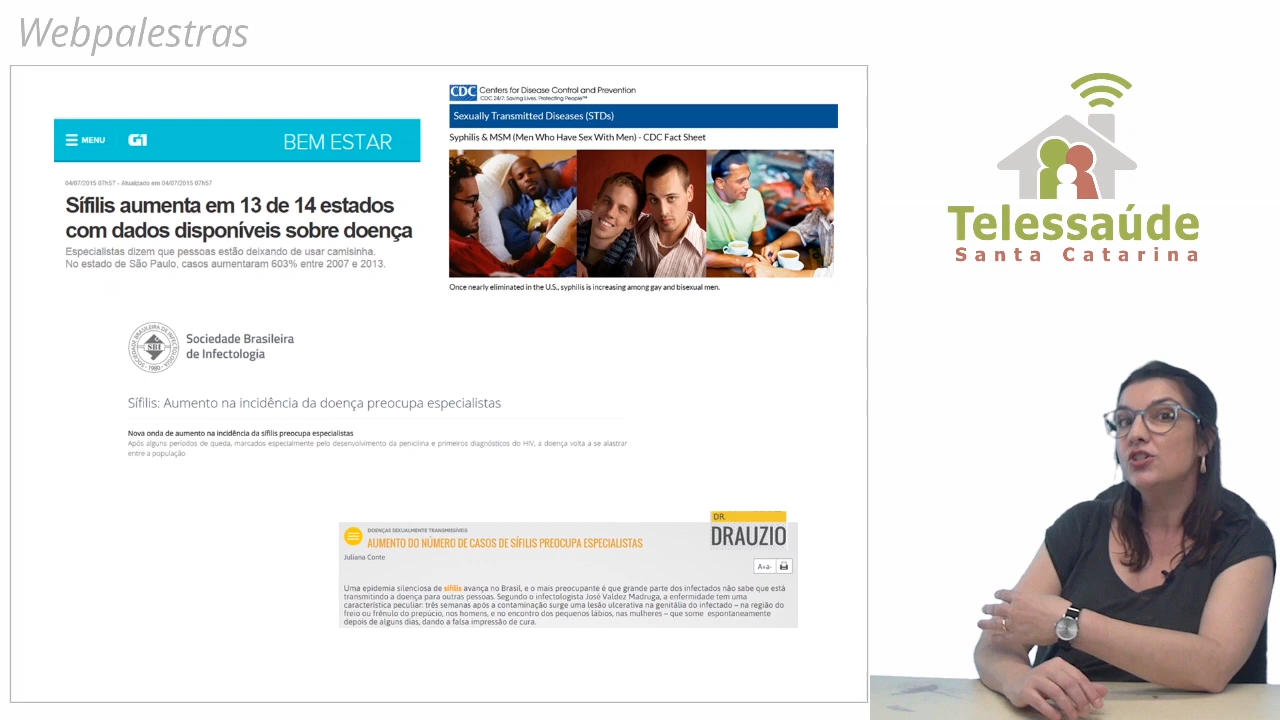 Webpalestras
MENU G1 BEM ESTAR
04/07/2015 07h57 - Atualizado em 04/07/2015 07h57
Sífilis aumenta em 13 de 14 estados
com dados disponíveis sobre doença
Especialistas dizem que pessoas estão deixando de usar camisinha.
No estado de São Paulo, casos aumentaram 603% entre 2007 e 2013.
CDC Centers for Disease Control and Prevention
CDC 24/7: Saving Lives. Protecting People™
Sexually Transmitted Diseases (STDs)
Syphilis & MSM (Men Who Have Sex With Men) - CDC Fact Sheet
Once nearly eliminated in the U.S., syphilis is increasing among gay and bisexual men.
SOCIEDADE BRASILEIRA DE INFECTOLOGIA
SBI
1980
Sociedade Brasileira
de Infectologia
Sífilis: Aumento na incidência da doença preocupa especialistas
Nova onda de aumento na incidência da sífilis preocupa especialistas
Após alguns períodos de queda, marcados especialmente pelo desenvolvimento da penicilina e primeiros diagnósticos do HIV, a doença volta a se alastrar
entre a população
DOENÇAS SEXUALMENTE TRANSMISSÍVEIS
AUMENTO DO NÚMERO DE CASOS DE SÍFILIS PREOCUPA ESPECIALISTAS
Juliana Conte
DR.
DRAUZIO
A+a-
Uma epidemia silenciosa de sífilis avança no Brasil, e o mais preocupante é que grande parte dos infectados não sabe que está
transmitindo a doença para outras pessoas. Segundo o infectologista José Valdez Madruga, a enfermidade tem uma
característica peculiar: três semanas após a contaminação surge uma lesão ulcerativa na genitália do infectado – na região do
freio ou frênulo do prepúcio, nos homens, e no encontro dos pequenos lábios, nas mulheres – que some espontaneamente
depois de alguns dias, dando a falsa impressão de cura.
Telessaúde
Santa Catarina